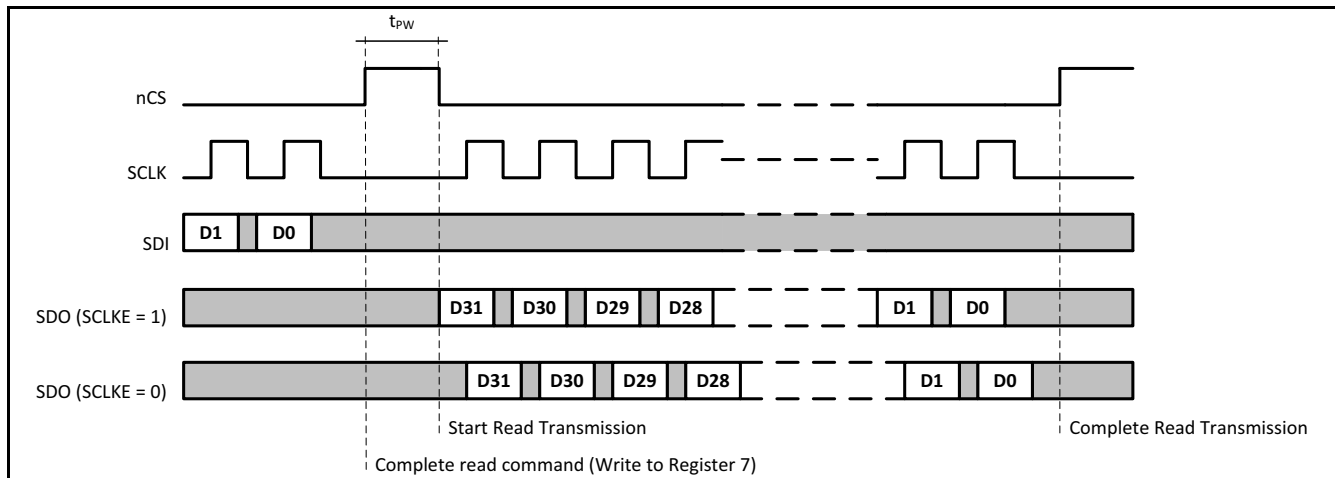 tPW
nCS
SCLK
SDI D1 D0
SDO (SCLKE = 1) D31 D30 D29 D28 D1 D0
SDO (SCLKE = 0) D31 D30 D29 D28 D1 D0
Start Read Transmission Complete Read Transmission
Complete read command (Write to Register 7)